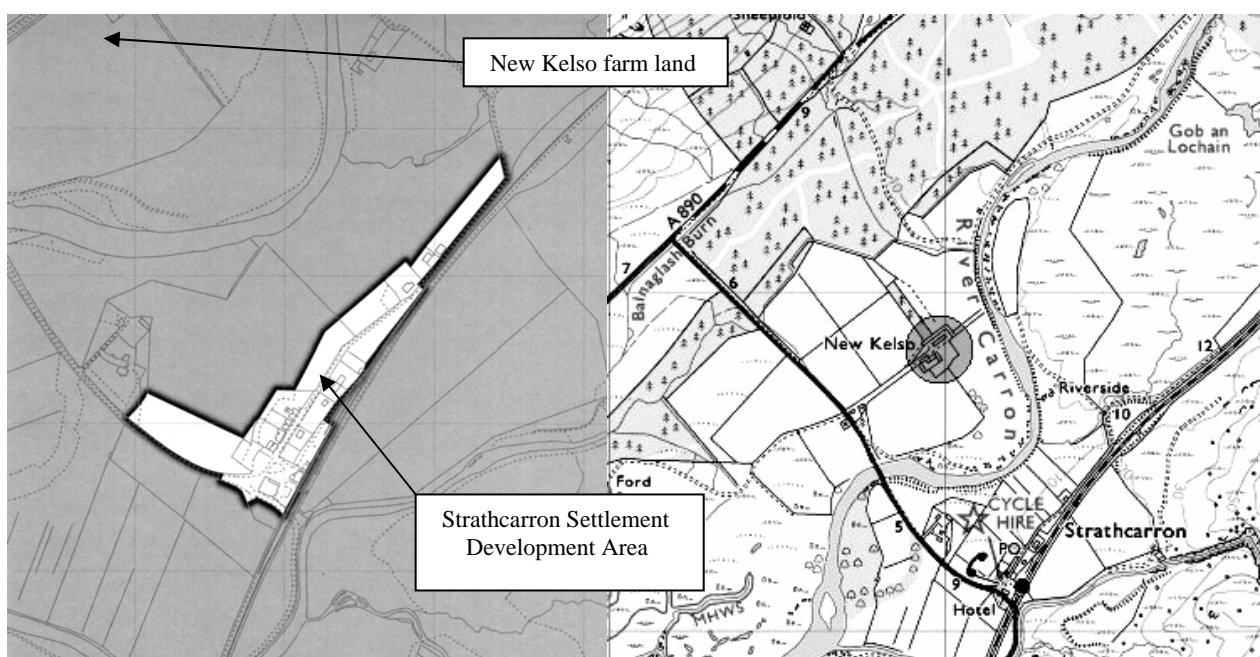 New Kelso farm land
Strathcarron Settlement
Development Area
Sheepfold
9
Gob an
Lochain
A 890
7
Balnaglash Burn
6
River Carron
New Kelso
12
Riverside
10
Ford
5
CYCLE
HIRE
PO
Strathcarron
9
Hotel
MHWS